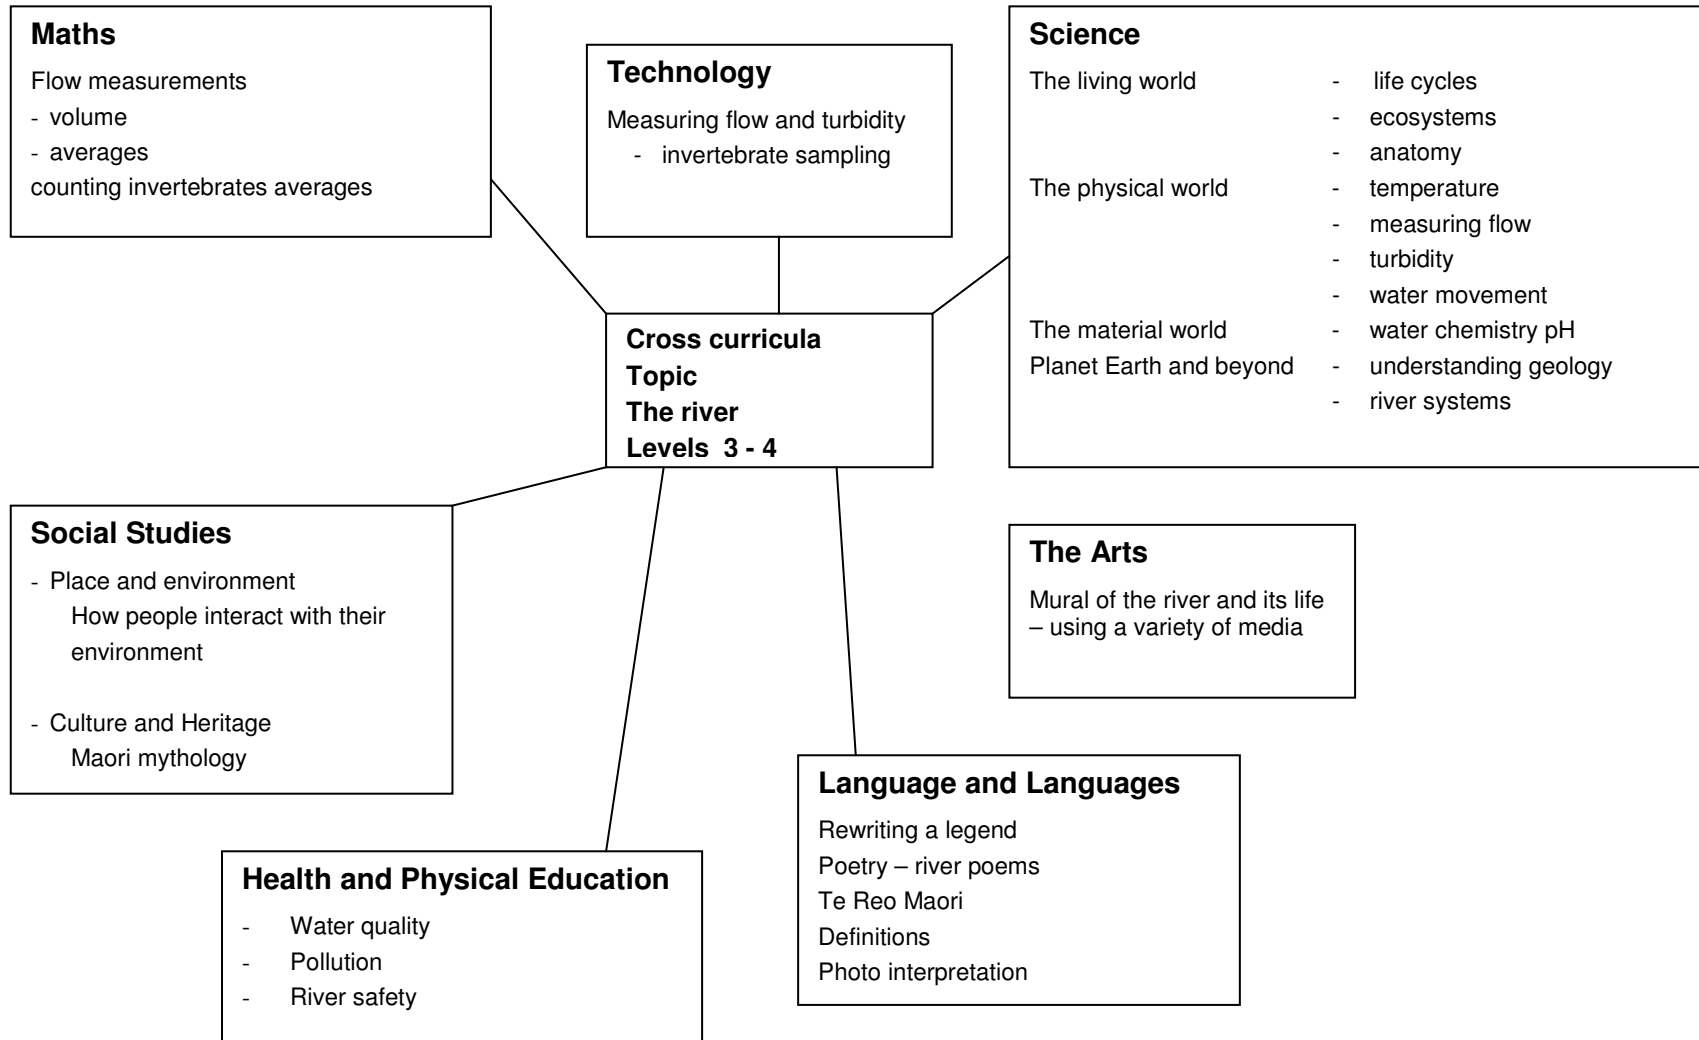 Maths
Flow measurements
- volume
- averages
counting invertebrates averages
Technology
Measuring flow and turbidity
- invertebrate sampling
Science
The living world - life cycles
- ecosystems
- anatomy
The physical world - temperature
- measuring flow
- turbidity
- water movement
The material world - water chemistry pH
Planet Earth and beyond - understanding geology
- river systems
Cross curricula
Topic
The river
Levels 3 - 4
Social Studies
- Place and environment
How people interact with their
environment
- Culture and Heritage
Maori mythology
The Arts
Mural of the river and its life
– using a variety of media
Language and Languages
Rewriting a legend
Poetry – river poems
Te Reo Maori
Definitions
Photo interpretation
Health and Physical Education
- Water quality
- Pollution
- River safety